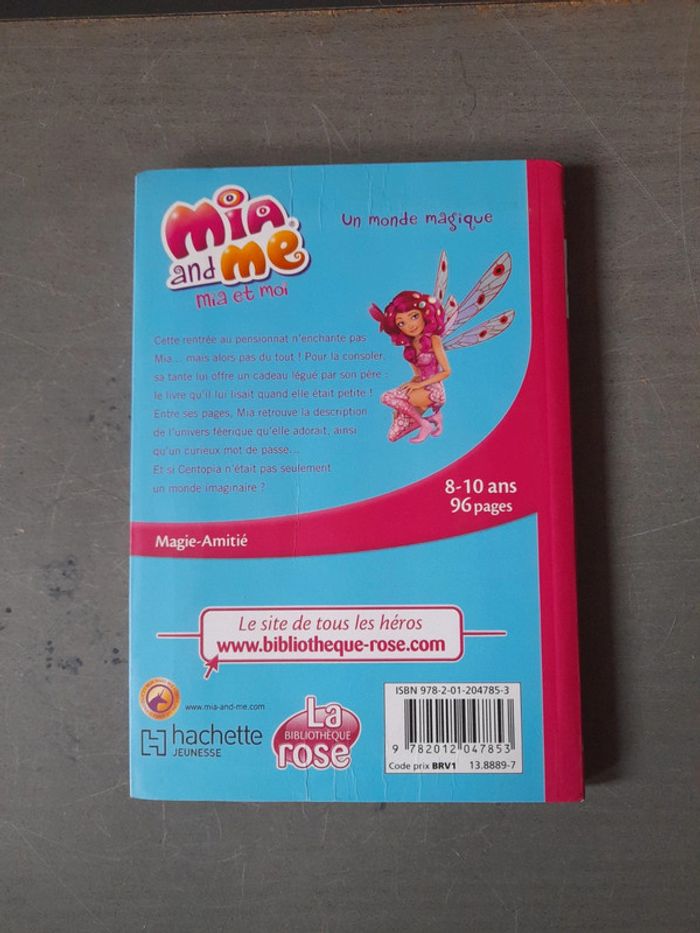 mia
and me
mia et moi
Un monde magique
Cette rentrée au pensionnat n'enchante pas
Mia... mais alors pas du tout ! Pour la consoler,
sa tante lui offre un cadeau légué par son père :
le livre qu'il lui lisait quand elle était petite !
Entre ses pages, Mia retrouve la description
de l'univers féerique qu'elle adorait, ainsi
qu'un curieux mot de passe...
Et si Centopia n'était pas seulement
un monde imaginaire ?
8-10 ans
96 pages
Magie-Amitié
Le site de tous les héros
www.bibliotheque-rose.com
www.mia-and-me.com
hachette
JEUNESSE
La
BIBLIOTHÈQUE
rose
ISBN 978-2-01-204785-3
9 782012 047853
Code prix BRV1 13.8889-7